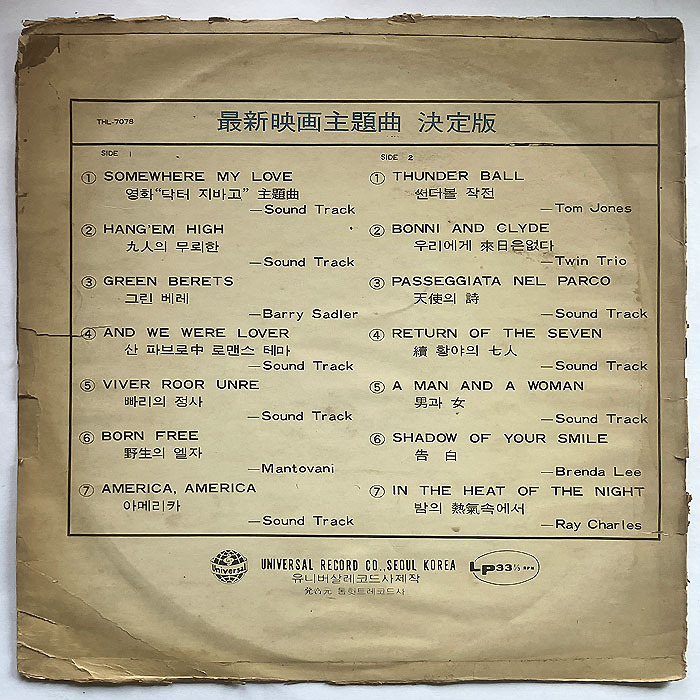 THL-7078
最新映画主題曲 決定版
SIDE 1
① SOMEWHERE MY LOVE
영화“닥터 지바고” 主題曲
—Sound Track
② HANG'EM HIGH
九人의 무뢰한
—Sound Track
③ GREEN BERETS
그린 베레
—Barry Sadler
④ AND WE WERE LOVER
산 파브로中 로맨스 테마
—Sound Track
⑤ VIVER ROOR UNRE
빠리의 정사
—Sound Track
⑥ BORN FREE
野生의 엘자
—Mantovani
⑦ AMERICA, AMERICA
아메리카
—Sound Track
SIDE 2
① THUNDER BALL
썬더볼 작전
—Tom Jones
② BONNI AND CLYDE
우리에게 來日은없다
—Twin Trio
③ PASSEGGIATA NEL PARCO
天使의 詩
—Sound Track
④ RETURN OF THE SEVEN
續 황야의 七人
—Sound Track
⑤ A MAN AND A WOMAN
男과 女
—Sound Track
⑥ SHADOW OF YOUR SMILE
告 白
—Brenda Lee
⑦ IN THE HEAT OF THE NIGHT
밤의 熱氣속에서
—Ray Charles
Universal
UNIVERSAL RECORD CO., SEOUL KOREA
유니버살레코드사제작
LP33⅓ RPM